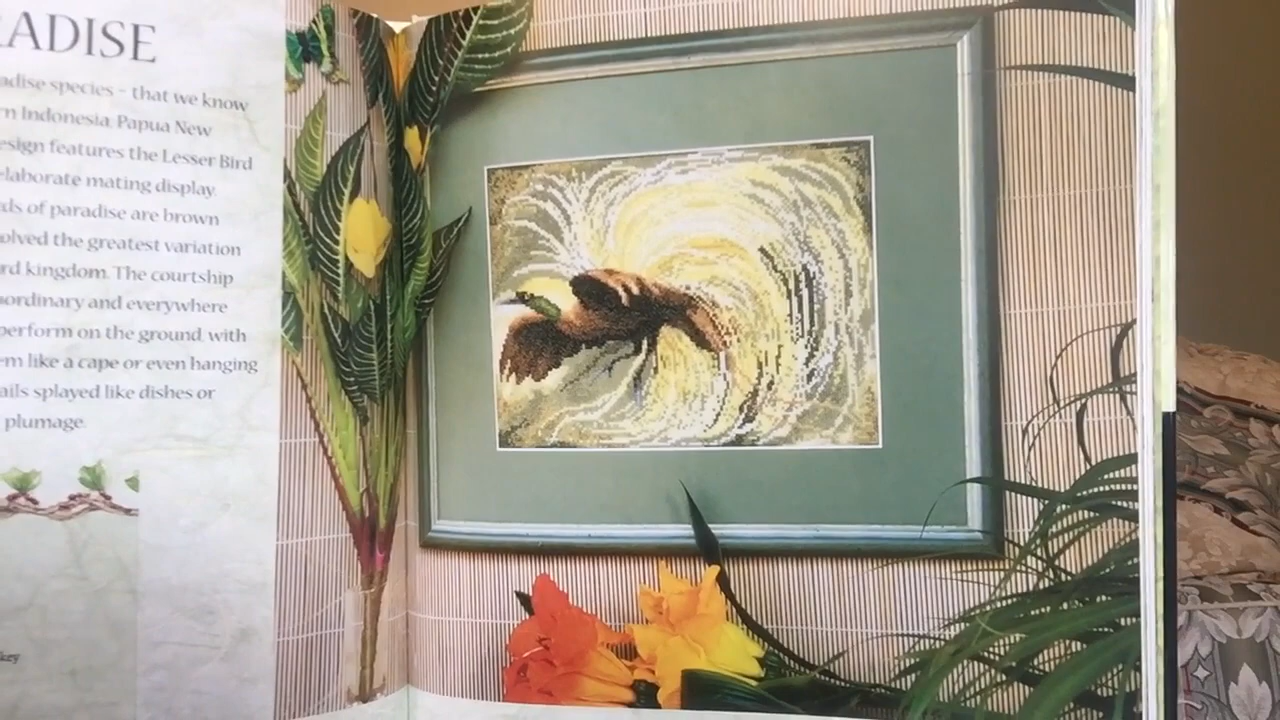 ADISE
adise species – that we know
n Indonesia, Papua New
esign features the Lesser Bird
elaborate mating display.
ds of paradise are brown
olved the greatest variation
rd kingdom. The courtship
aordinary and everywhere
perform on the ground, with
em like a cape or even hanging
ails splayed like dishes or
plumage.
key